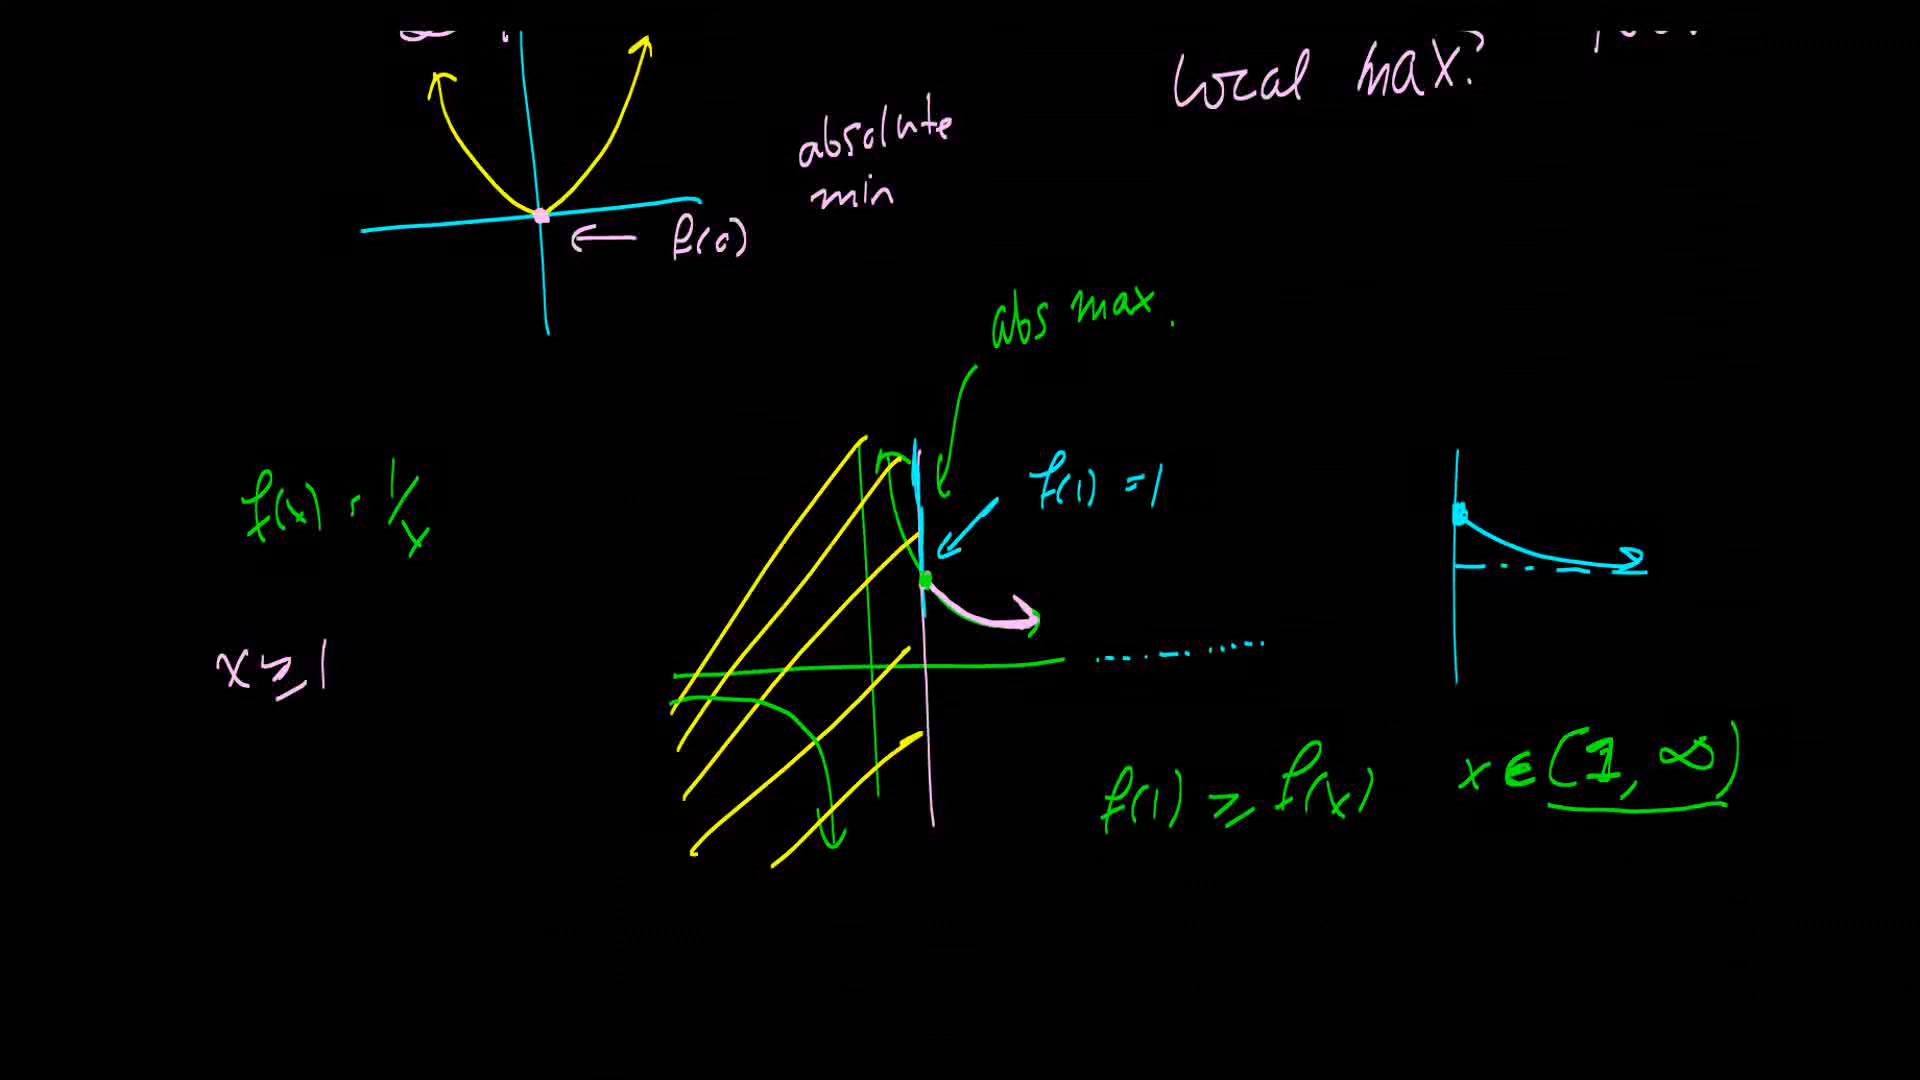 local max?
absolute
min
f(0)
abs max.
f(x) = 1/x
f(1) = 1
x ≥ 1
f(1) ≥ f(x) x ∈ (1, ∞)